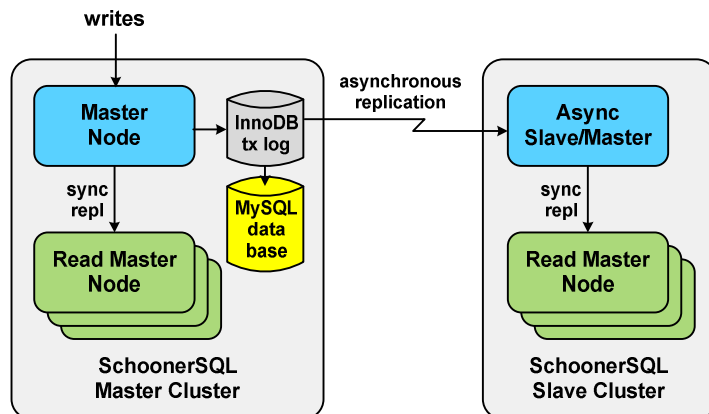 writes
Master
Node
InnoDB
tx log
asynchronous
replication
Async
Slave/Master
sync
repl
MySQL
data
base
sync
repl
Read Master
Node
Read Master
Node
SchoonerSQL
Master Cluster
SchoonerSQL
Slave Cluster